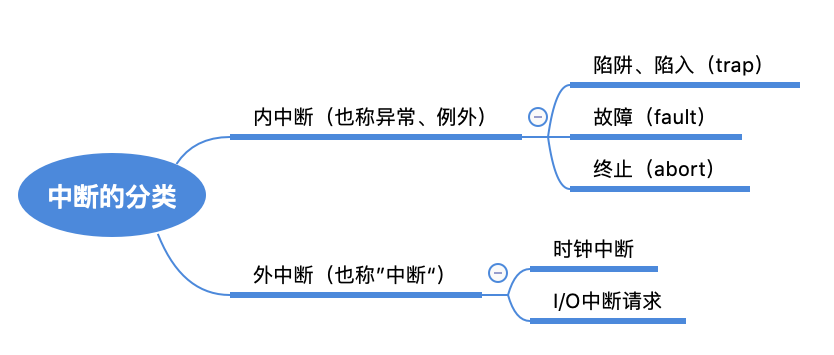 中断的分类
内中断（也称异常、例外）
陷阱、陷入（trap）
故障（fault）
终止（abort）
外中断（也称”中断“）
时钟中断
I/O中断请求